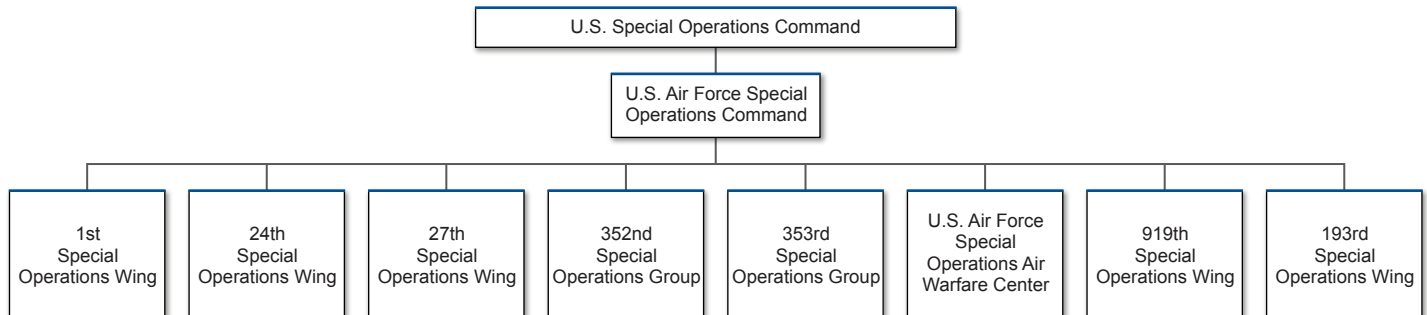 U.S. Special Operations Command
U.S. Air Force Special
Operations Command
1st
Special
Operations Wing
24th
Special
Operations Wing
27th
Special
Operations Wing
352nd
Special
Operations Group
353rd
Special
Operations Group
U.S. Air Force
Special
Operations Air
Warfare Center
919th
Special
Operations Wing
193rd
Special
Operations Wing